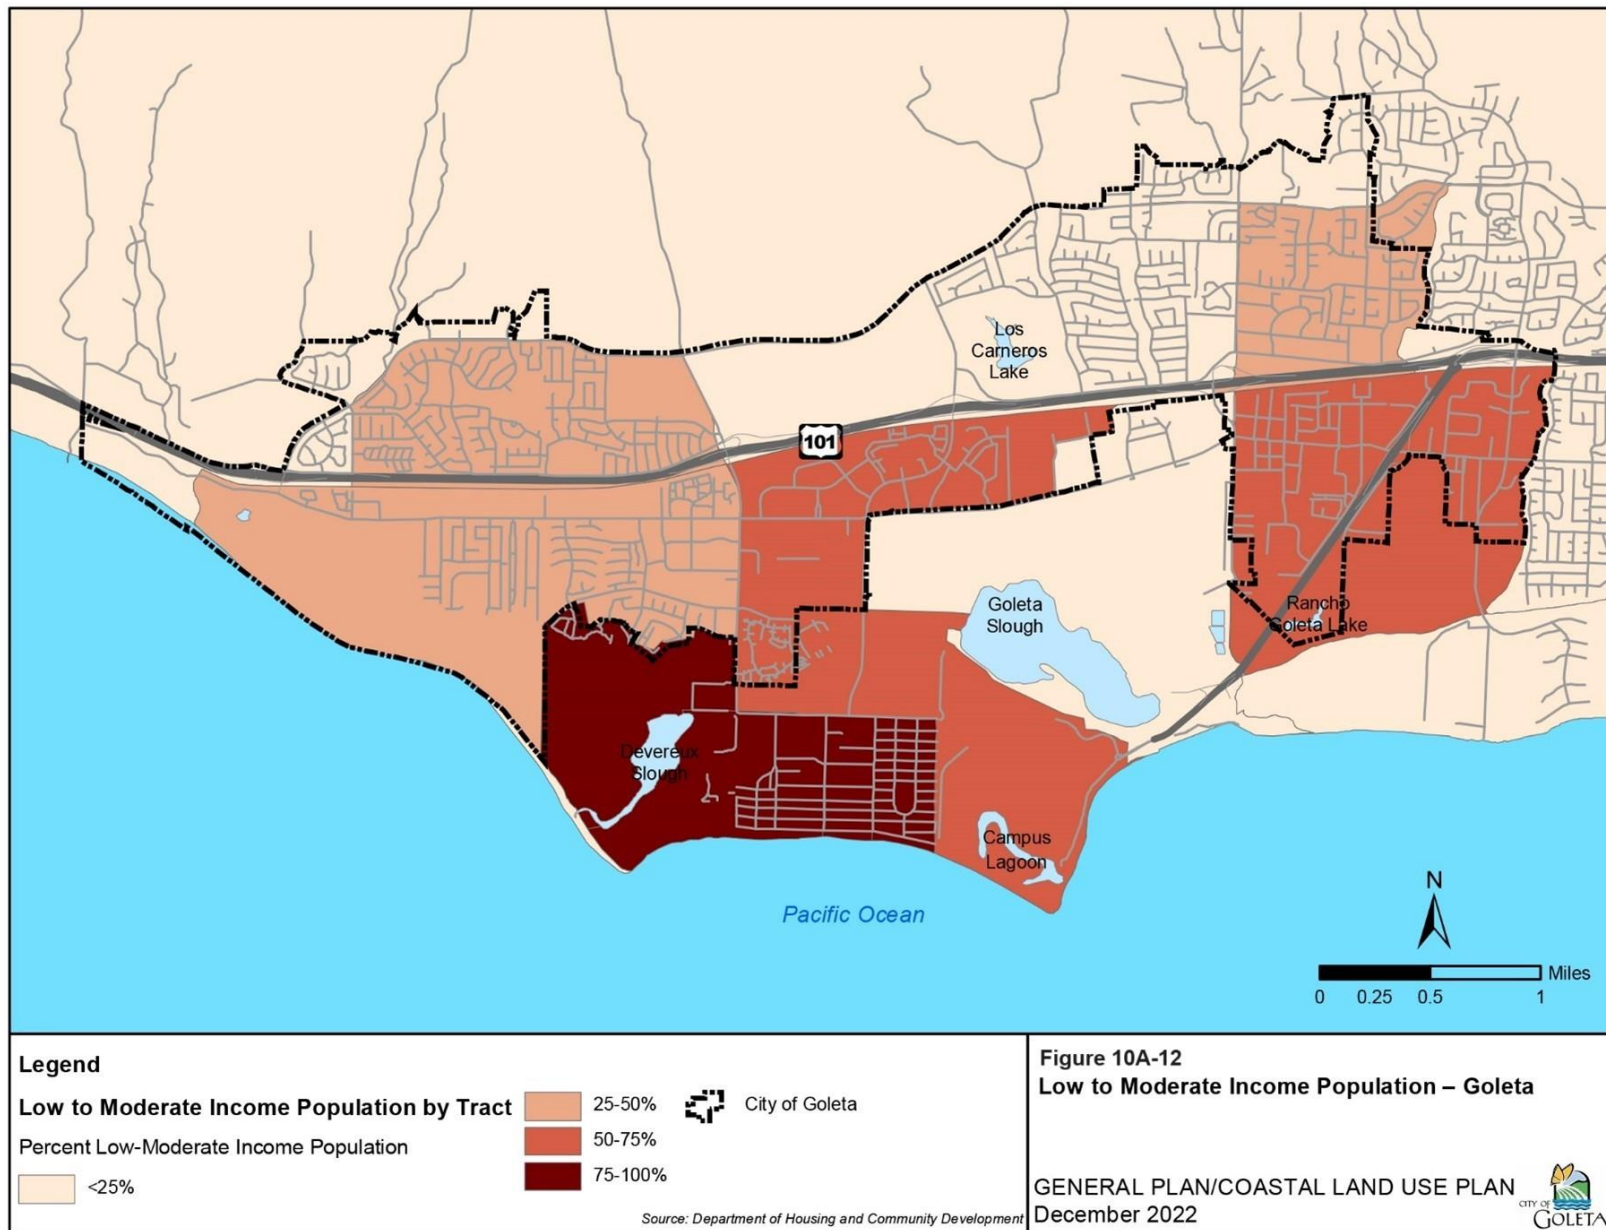 Los
Carneros
Lake
101
Goleta
Slough
Rancho
Goleta Lake
Devereux
Slough
Campus
Lagoon
Pacific Ocean
N
Miles
0 0.25 0.5 1
Legend
Low to Moderate Income Population by Tract
Percent Low-Moderate Income Population
<25%
25-50%
50-75%
75-100%
City of Goleta
Source: Department of Housing and Community Development
Figure 10A-12
Low to Moderate Income Population – Goleta
GENERAL PLAN/COASTAL LAND USE PLAN
December 2022
CITY OF
GOLETA